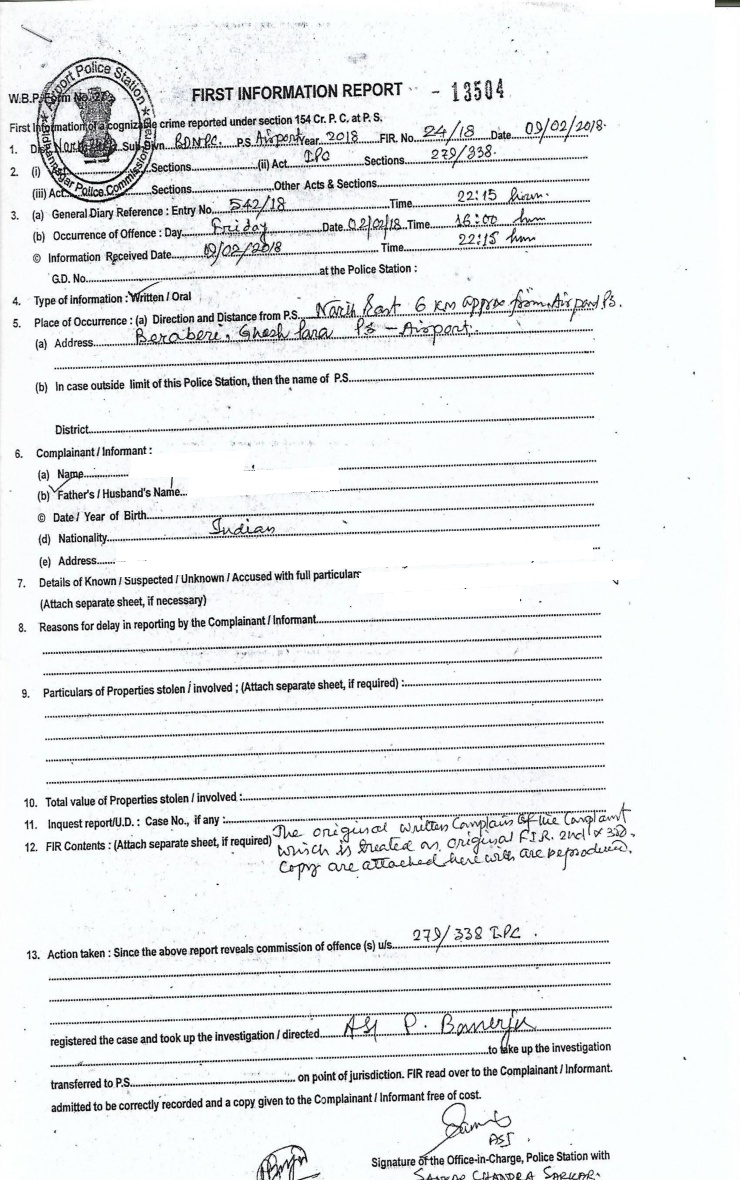 Airport Police Station
W.B.P. Form No. 27
FIRST INFORMATION REPORT - 13504
First Information of a cognizable crime reported under section 154 Cr. P. C. at P. S.
1. Sub-Dvn. BDNPC. P.S Airport Year 2018 FIR. No. 24/18 Date 09/02/2018.
2. (i) Sections (ii) Act IPC Sections 279/338.
(iii) Act Sections Other Acts & Sections
3. (a) General Diary Reference : Entry No. 542/18 Time 22:15 hour.
(b) Occurrence of Offence : Day Friday Date 02/02/18 Time 16:00 hrs
© Information Received Date 09/02/2018 Time 22:15 hrs
G.D. No. at the Police Station :
4. Type of information : Written / Oral
5. Place of Occurrence : (a) Direction and Distance from P.S. North East 6 KM approx from Airport PS.
(a) Address Beraberi, Ghosh Para PS - Airport.
(b) In case outside limit of this Police Station, then the name of P.S.
District
6. Complainant / Informant :
(a) Name
(b) Father's / Husband's Name
© Date / Year of Birth
(d) Nationality Indian
(e) Address
7. Details of Known / Suspected / Unknown / Accused with full particulars
(Attach separate sheet, if necessary)
8. Reasons for delay in reporting by the Complainant / Informant
9. Particulars of Properties stolen / involved ; (Attach separate sheet, if required) :
10. Total value of Properties stolen / involved :
11. Inquest report/U.D. : Case No., if any :
12. FIR Contents : (Attach separate sheet, if required) The original written Complain of the Complaint
which is treated as original F.I.R. 2nd & 3rd.
Copy are attached here with are reproduced.
13. Action taken : Since the above report reveals commission of offence (s) u/s. 279/338 IPC.
registered the case and took up the investigation / directed ASI P. Banerjee
to take up the investigation
transferred to P.S. on point of jurisdiction. FIR read over to the Complainant / Informant.
admitted to be correctly recorded and a copy given to the Complainant / Informant free of cost.
ASI
Signature of the Office-in-Charge, Police Station with
CHANDRA SARKAR.